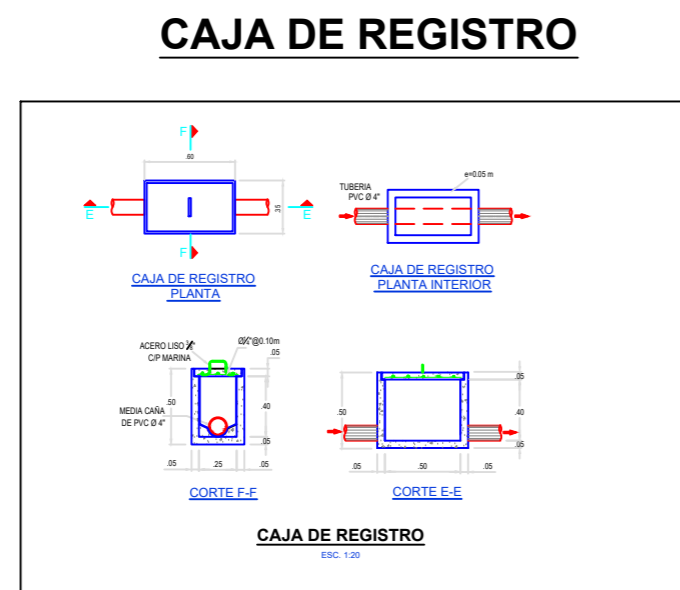 CAJA DE REGISTRO
F
.60
E
.35
E
F
CAJA DE REGISTRO
PLANTA
e=0.05 m
TUBERIA
PVC Ø 4"
CAJA DE REGISTRO
PLANTA INTERIOR
ACERO LISO
C/P MARINA
@0.10m
.05
.50
.40
MEDIA CAÑA
DE PVC Ø 4"
.05
.05
.25
.05
CORTE F-F
.05
.50
.40
.05
.05
.50
.05
CORTE E-E
CAJA DE REGISTRO
ESC. 1:20